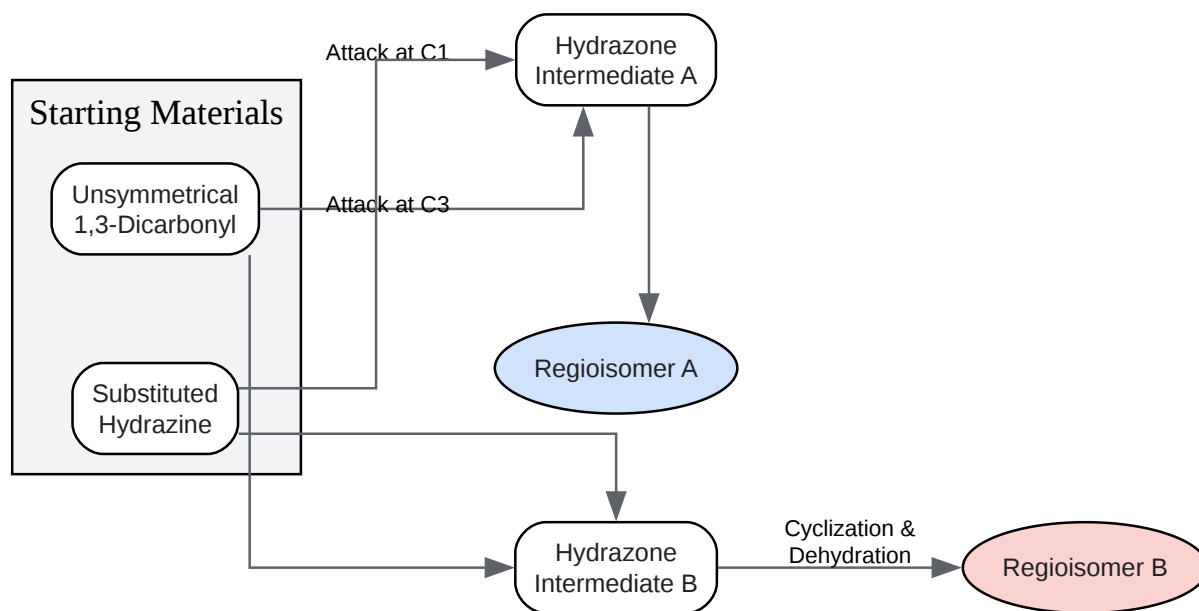 Starting Materials
Unsymmetrical
1,3-Dicarbonyl
Substituted
Hydrazine
Attack at C1
Attack at C3
Hydrazone
Intermediate A
Regioisomer A
Hydrazone
Intermediate B
Cyclization &
Dehydration
Regioisomer B